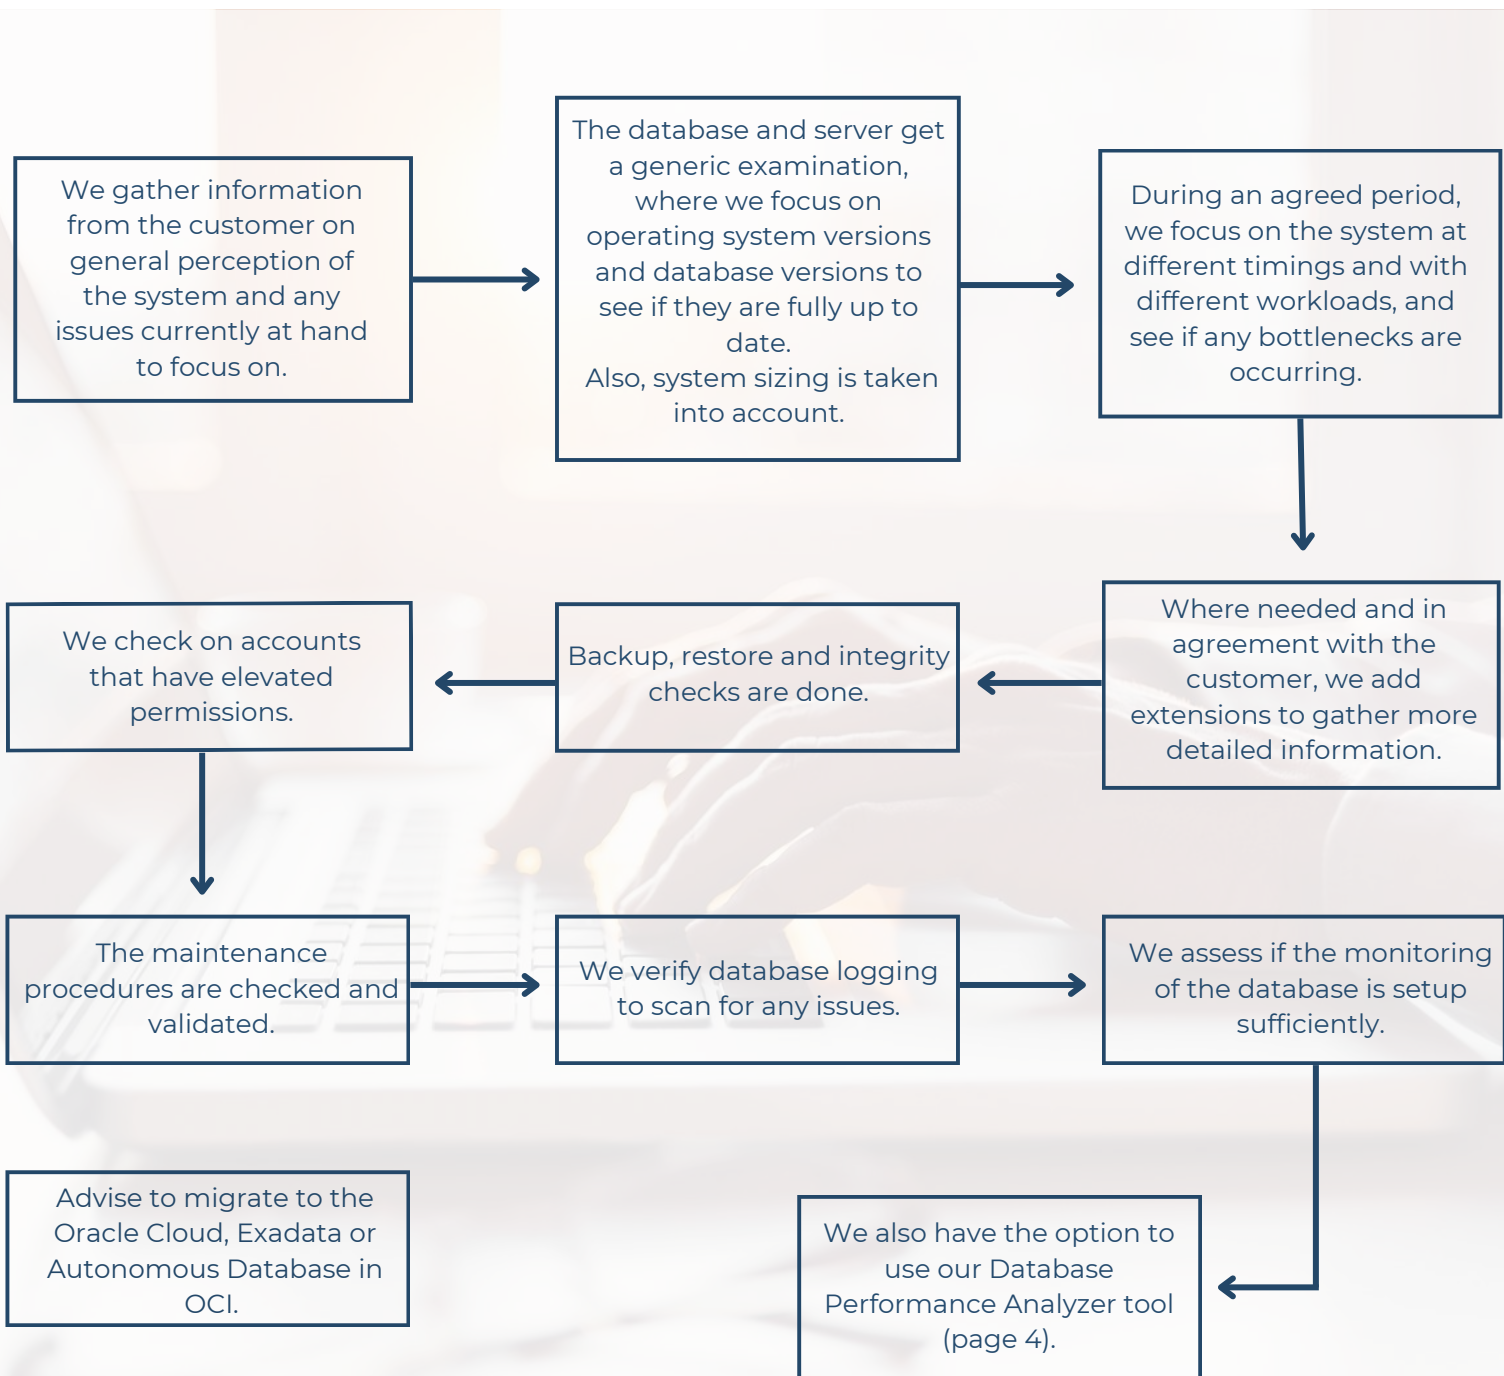 We gather information
from the customer on
general perception of
the system and any
issues currently at hand
to focus on.
The database and server get
a generic examination,
where we focus on
operating system versions
and database versions to
see if they are fully up to
date.
Also, system sizing is taken
into account.
During an agreed period,
we focus on the system at
different timings and with
different workloads, and
see if any bottlenecks are
occurring.
Where needed and in
agreement with the
customer, we add
extensions to gather more
detailed information.
Backup, restore and integrity
checks are done.
We check on accounts
that have elevated
permissions.
The maintenance
procedures are checked and
validated.
We verify database logging
to scan for any issues.
We assess if the monitoring
of the database is setup
sufficiently.
We also have the option to
use our Database
Performance Analyzer tool
(page 4).
Advise to migrate to the
Oracle Cloud, Exadata or
Autonomous Database in
OCI.